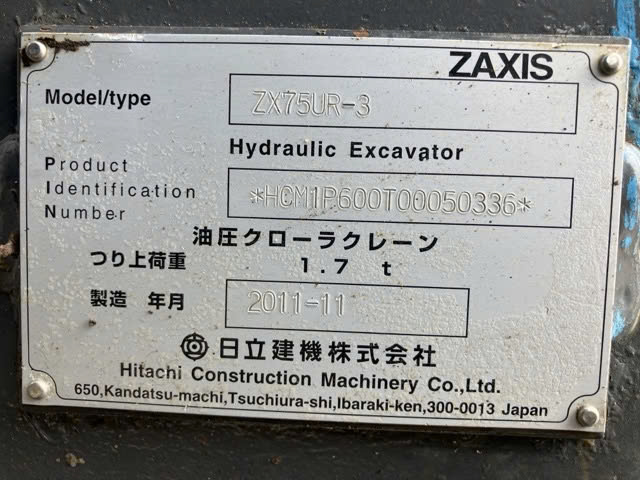 ZAXIS
Model/type ZX75UR-3
Hydraulic Excavator
Product
Identification *HCM1P600T00050336*
Number
油圧クローラクレーン
つり上荷重 1.7 t
製造 年月 2011-11
日立建機株式会社
Hitachi Construction Machinery Co.,Ltd.
650,Kandatsu-machi,Tsuchiura-shi,Ibaraki-ken,300-0013 Japan